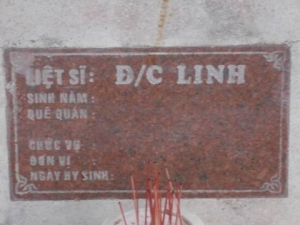 LIỆT SĨ: Đ/C LINH
SINH NĂM:
QUÊ QUÁN:
CHỨC VỤ:
ĐƠN VỊ :
NGÀY HY SINH: